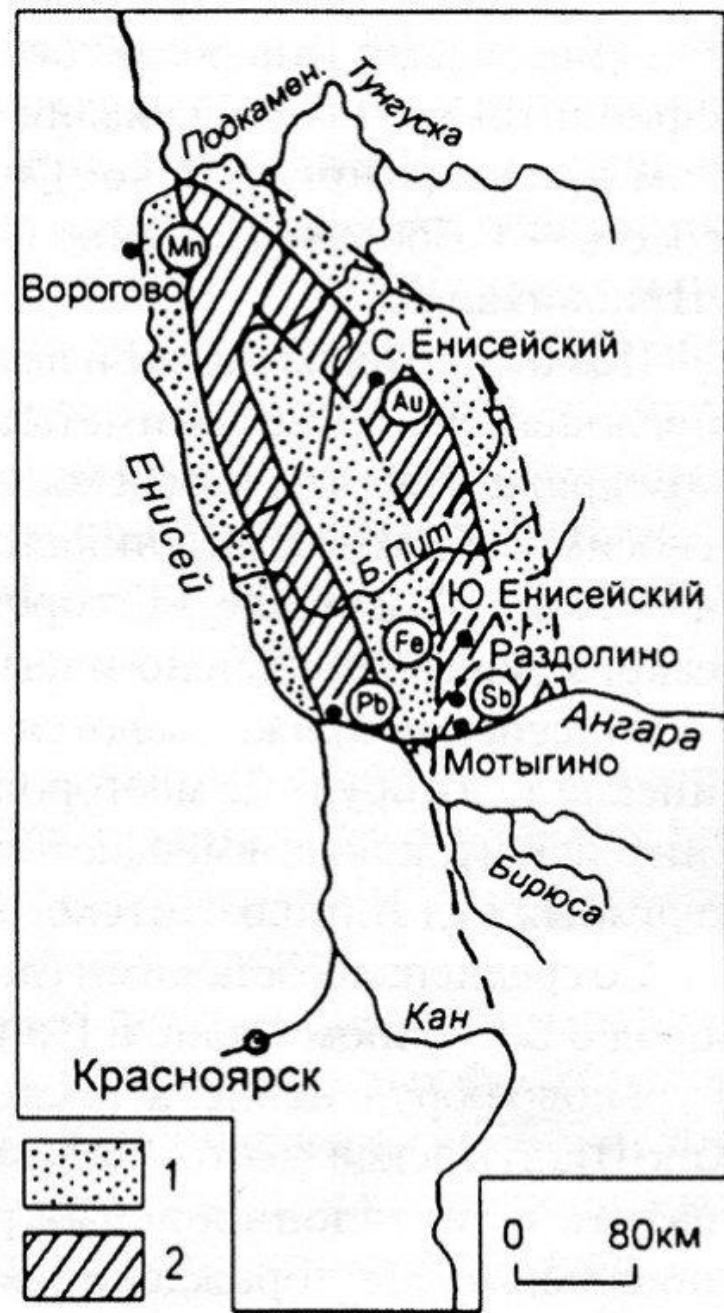 Подкамен.
Тунгуска
Mn
Ворогово
С. Енисейский
Au
Енисей
Б. Пит
Ю. Енисейский
Fe
Раздолино
Pb
Sb
Ангара
Мотыгино
Бирюса
Кан
Красноярск
1
2
0 80км